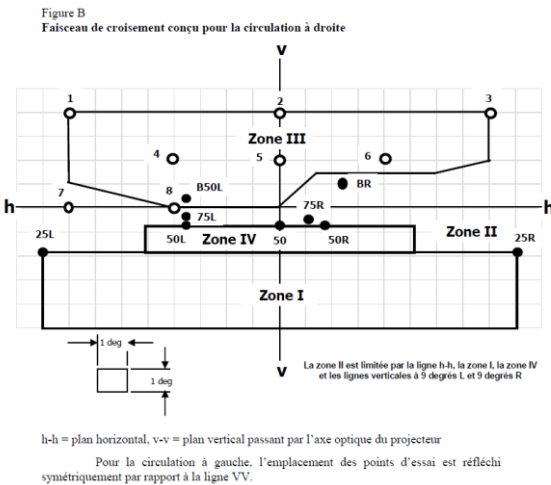 Figure B
Faisceau de croisement conçu pour la circulation à droite
v
1
2
3
Zone III
4
5
6
B50L
8
BR
7
h
h
75L
75R
25L
50L
Zone IV
50
50R
Zone II
25R
Zone I
1 deg
1 deg
v
La zone II est limitée par la ligne h-h, la zone I, la zone IV
et les lignes verticales à 9 degrés L et 9 degrés R
h-h = plan horizontal, v-v = plan vertical passant par l'axe optique du projecteur
Pour la circulation à gauche, l'emplacement des points d'essai est réfléchi
symétriquement par rapport à la ligne VV.